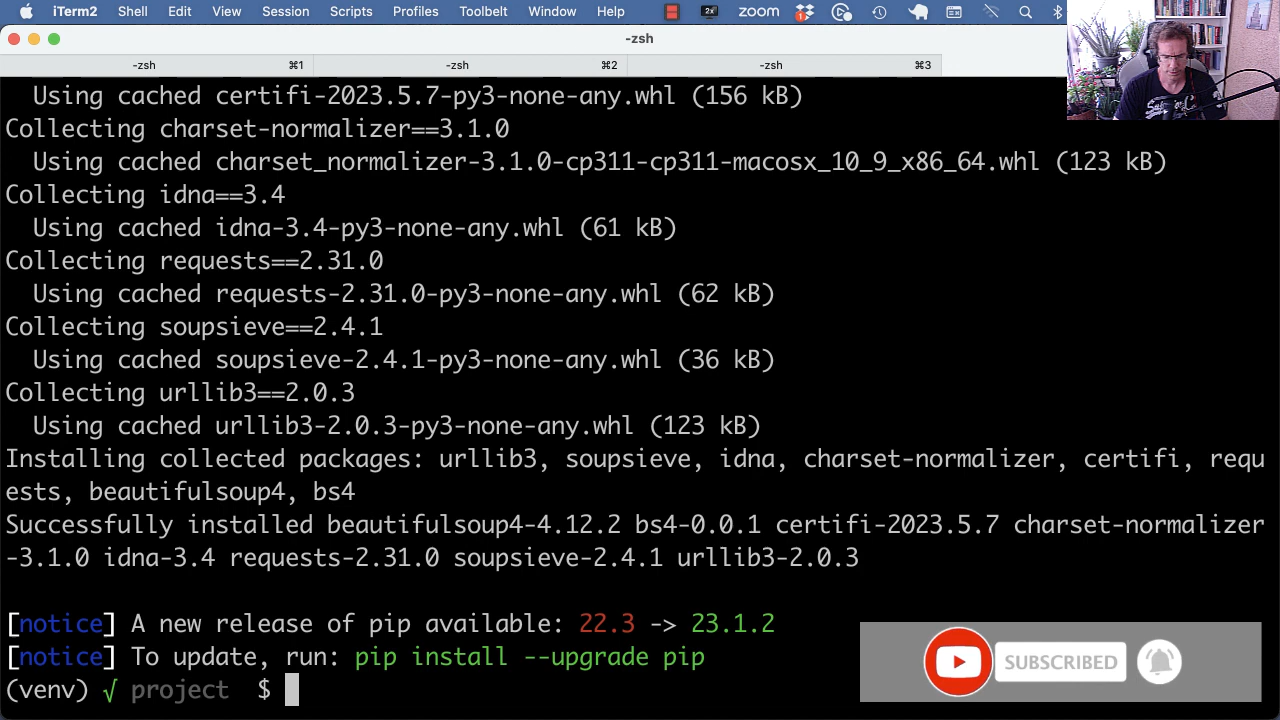 iTerm2 Shell Edit View Session Scripts Profiles Toolbelt Window Help 2x zoom 1
-zsh
-zsh ⌘1 -zsh ⌘2 -zsh ⌘3
Using cached certifi-2023.5.7-py3-none-any.whl (156 kB)
Collecting charset-normalizer==3.1.0
Using cached charset_normalizer-3.1.0-cp311-cp311-macosx_10_9_x86_64.whl (123 kB)
Collecting idna==3.4
Using cached idna-3.4-py3-none-any.whl (61 kB)
Collecting requests==2.31.0
Using cached requests-2.31.0-py3-none-any.whl (62 kB)
Collecting soupsieve==2.4.1
Using cached soupsieve-2.4.1-py3-none-any.whl (36 kB)
Collecting urllib3==2.0.3
Using cached urllib3-2.0.3-py3-none-any.whl (123 kB)
Installing collected packages: urllib3, soupsieve, idna, charset-normalizer, certifi, requ
ests, beautifulsoup4, bs4
Successfully installed beautifulsoup4-4.12.2 bs4-0.0.1 certifi-2023.5.7 charset-normalizer
-3.1.0 idna-3.4 requests-2.31.0 soupsieve-2.4.1 urllib3-2.0.3
[notice] A new release of pip available: 22.3 -> 23.1.2
[notice] To update, run: pip install --upgrade pip
(venv) √ project $
SUBSCRIBED